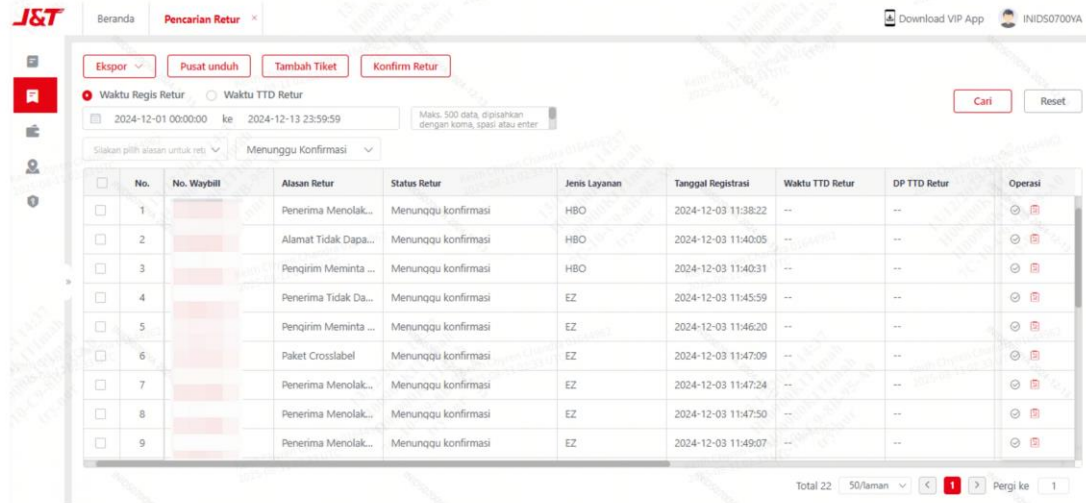 J&T Beranda Pencarian Retur × Download VIP App INIDS0700YA
Ekspor Pusat unduh Tambah Tiket Konfirm Retur
Waktu Regis Retur Waktu TTD Retur
Cari Reset
2024-12-01 00:00:00 ke 2024-12-13 23:59:59
Maks. 500 data, dipisahkan
dengan koma, spasi atau enter
Silakan pilih alasan untuk retu Menunggu Konfirmasi
No. No. Waybill Alasan Retur Status Retur Jenis Layanan Tanggal Registrasi Waktu TTD Retur DP TTD Retur Operasi
1 Penerima Menolak... Menunggu konfirmasi HBO 2024-12-03 11:38:22 -- --
2 Alamat Tidak Dapa... Menunggu konfirmasi HBO 2024-12-03 11:40:05 -- --
3 Pengirim Meminta ... Menunggu konfirmasi HBO 2024-12-03 11:40:31 -- --
4 Penerima Tidak Da... Menunggu konfirmasi EZ 2024-12-03 11:45:59 -- --
5 Pengirim Meminta ... Menunggu konfirmasi EZ 2024-12-03 11:46:20 -- --
6 Paket Crosslabel Menunggu konfirmasi EZ 2024-12-03 11:47:09 -- --
7 Penerima Menolak... Menunggu konfirmasi EZ 2024-12-03 11:47:24 -- --
8 Penerima Menolak... Menunggu konfirmasi EZ 2024-12-03 11:47:50 -- --
9 Penerima Menolak... Menunggu konfirmasi EZ 2024-12-03 11:49:07 -- --
Total 22 50/laman < 1 > Pergi ke 1